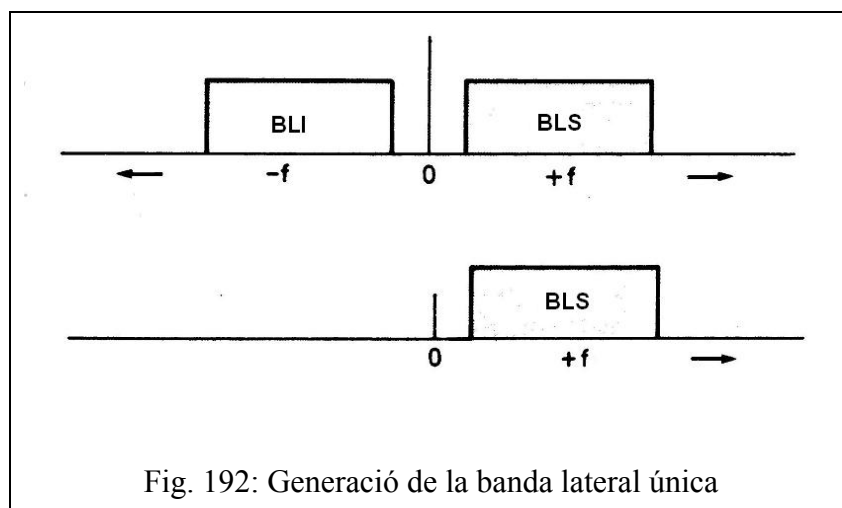 BLI BLS
-f 0 +f
BLS
0 +f
Fig. 192: Generació de la banda lateral única